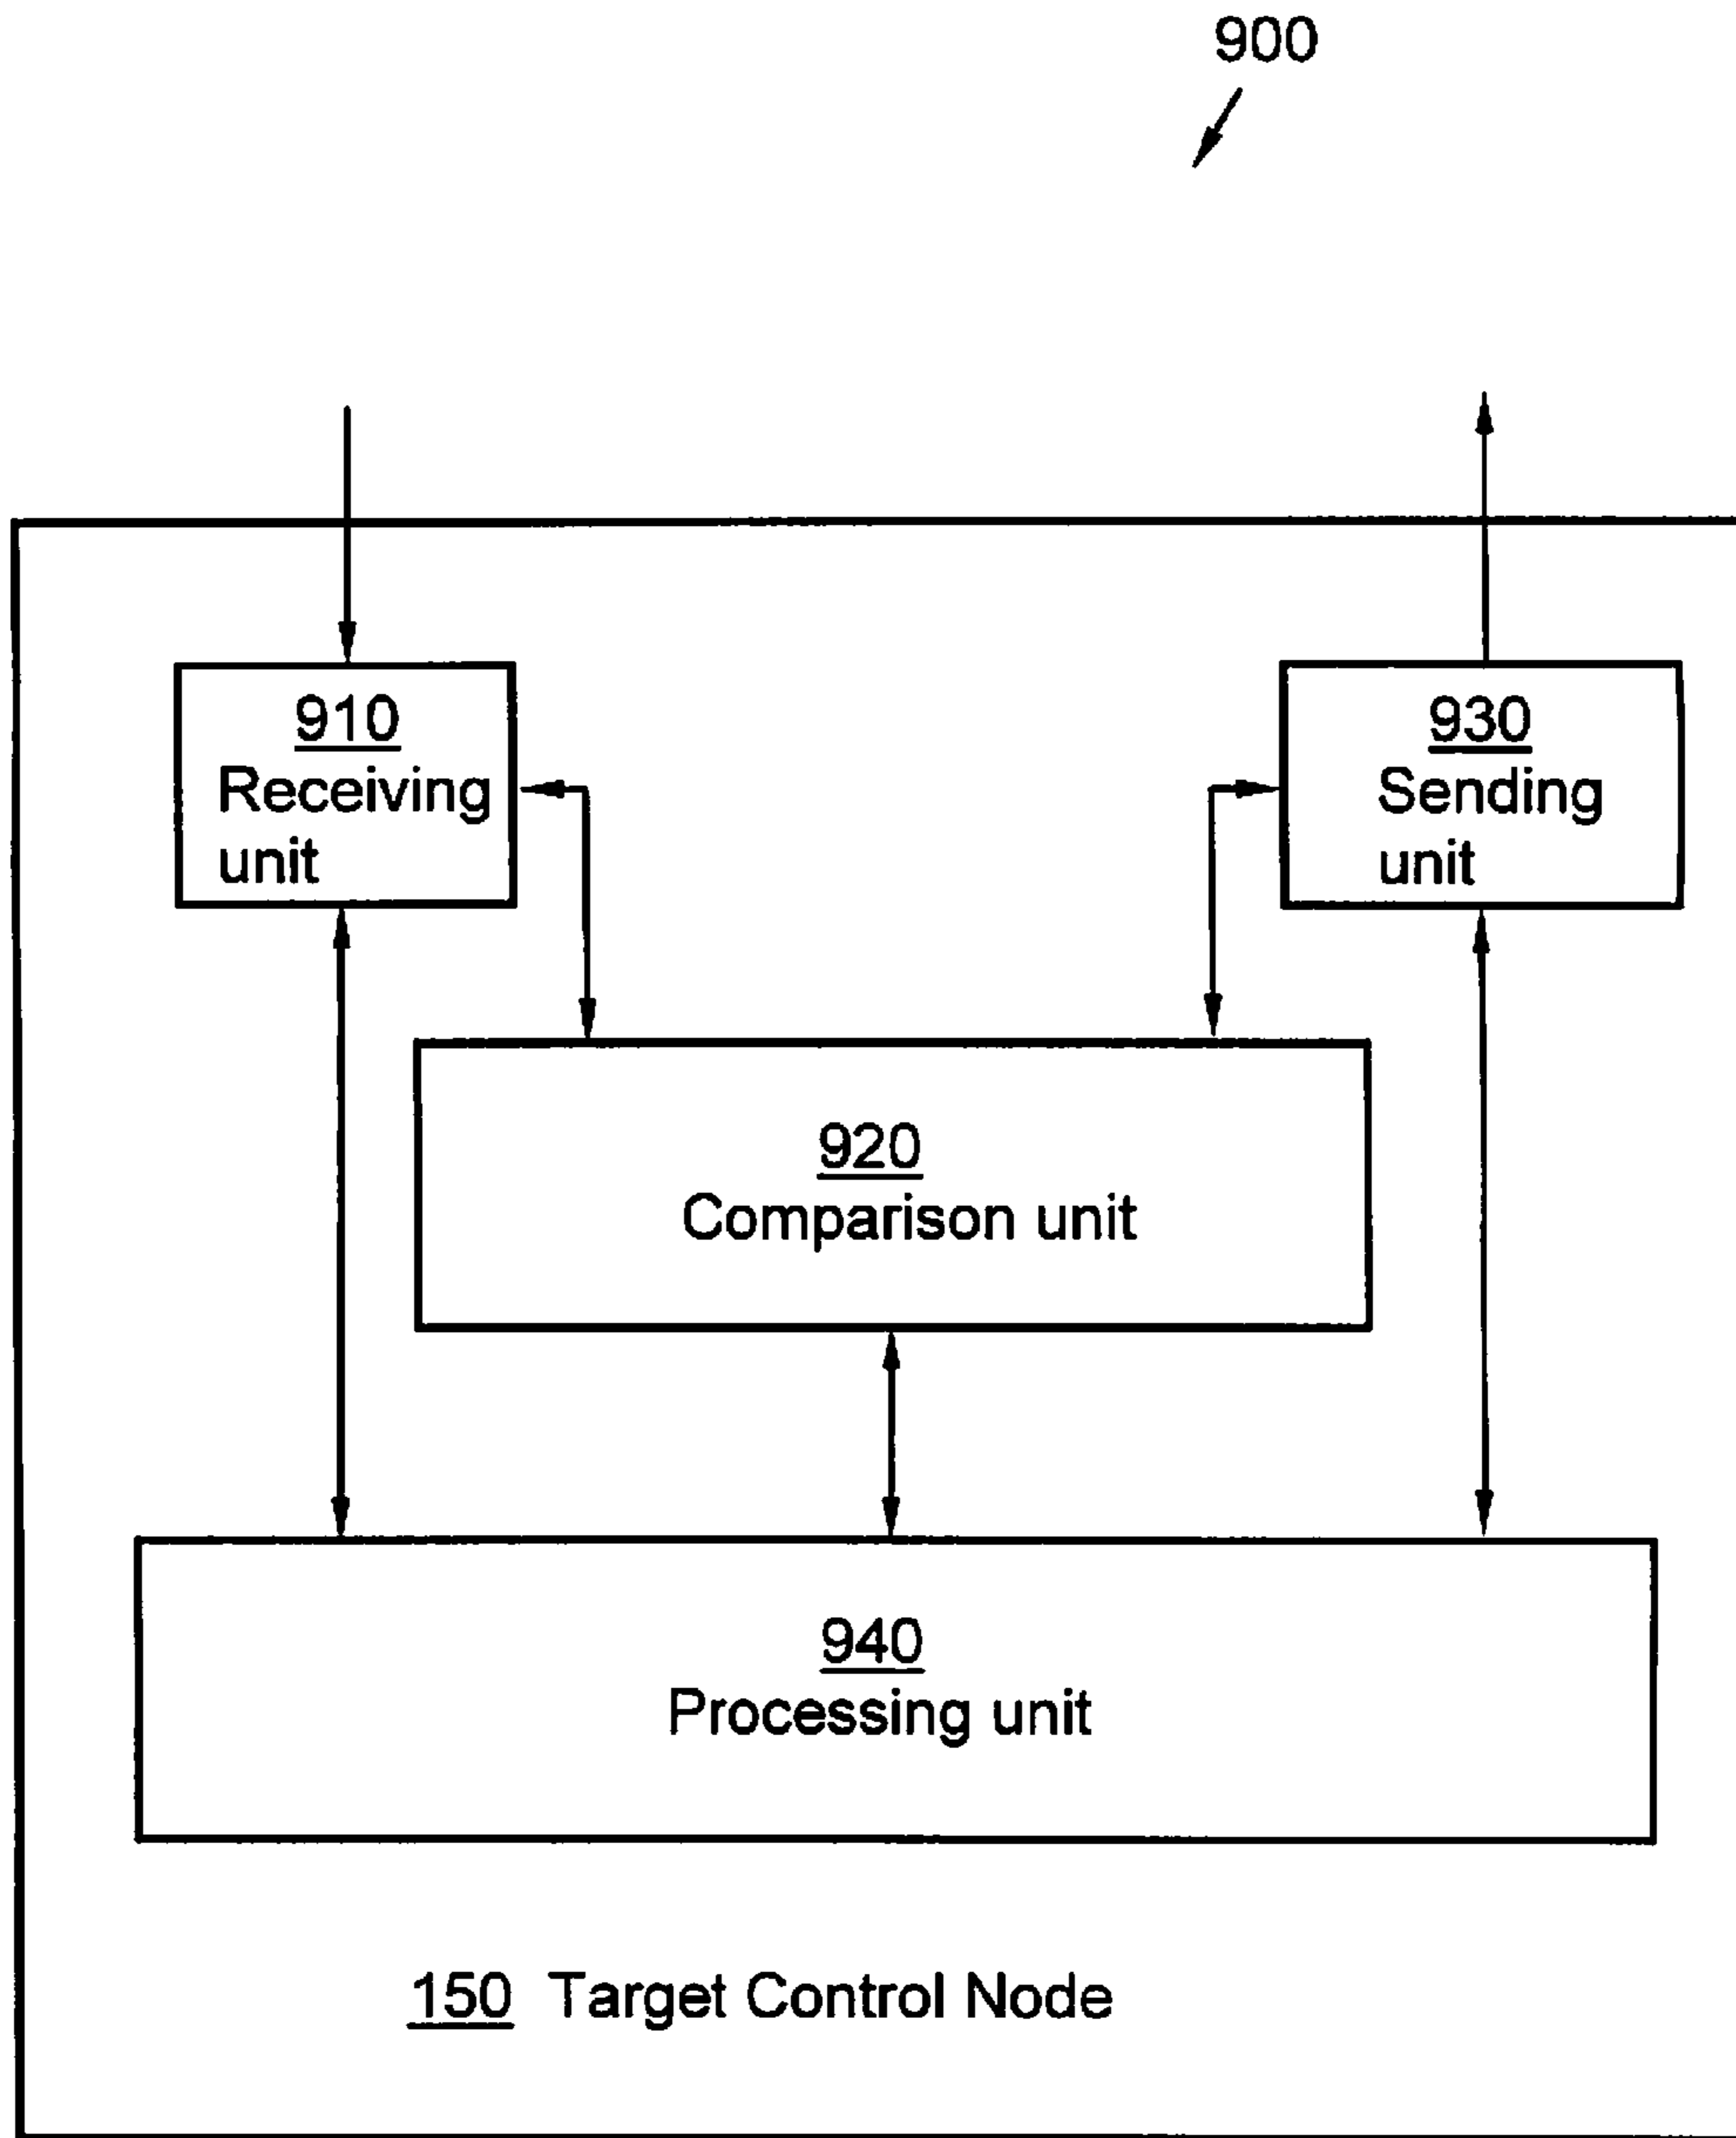 900
910
Receiving
unit
930
Sending
unit
920
Comparison unit
940
Processing unit
150 Target Control Node